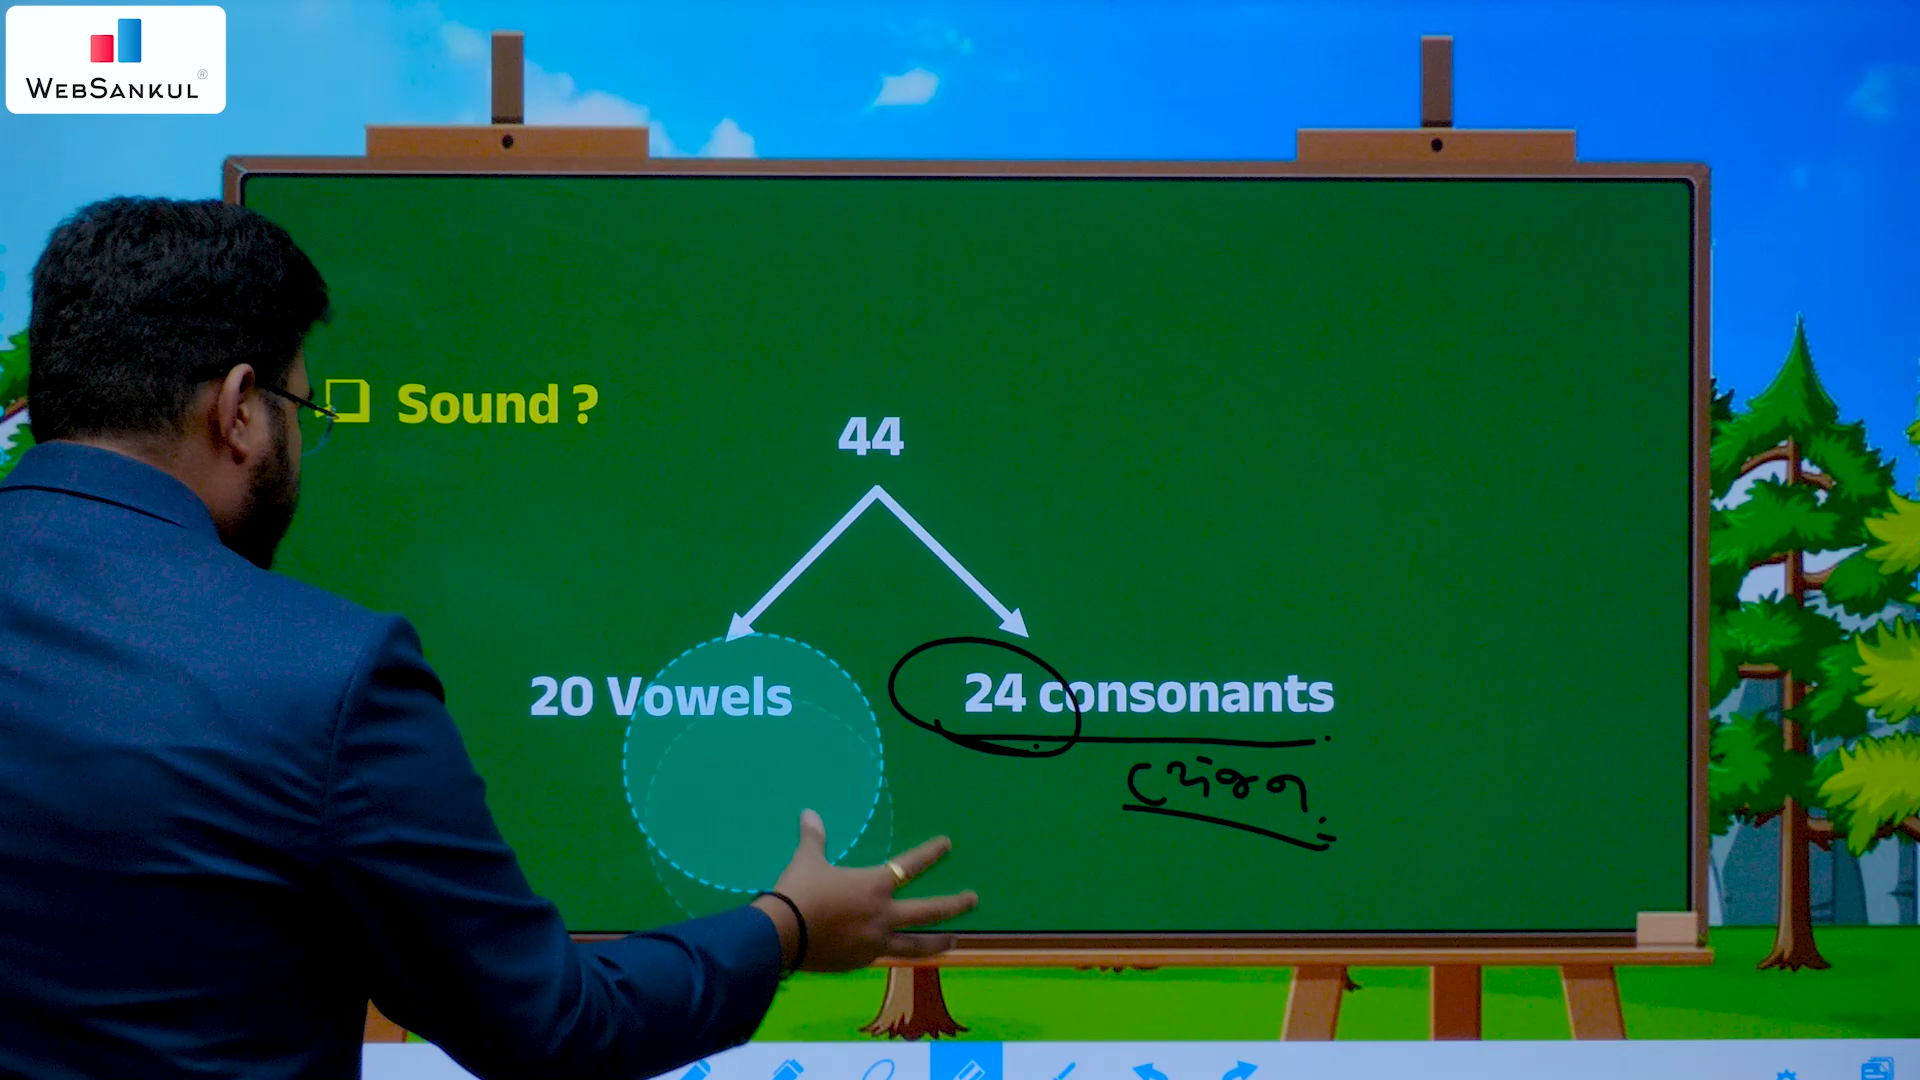 WEBSANKUL®
Sound ?
44
20 Vowels
24 consonants
વ્યંજન